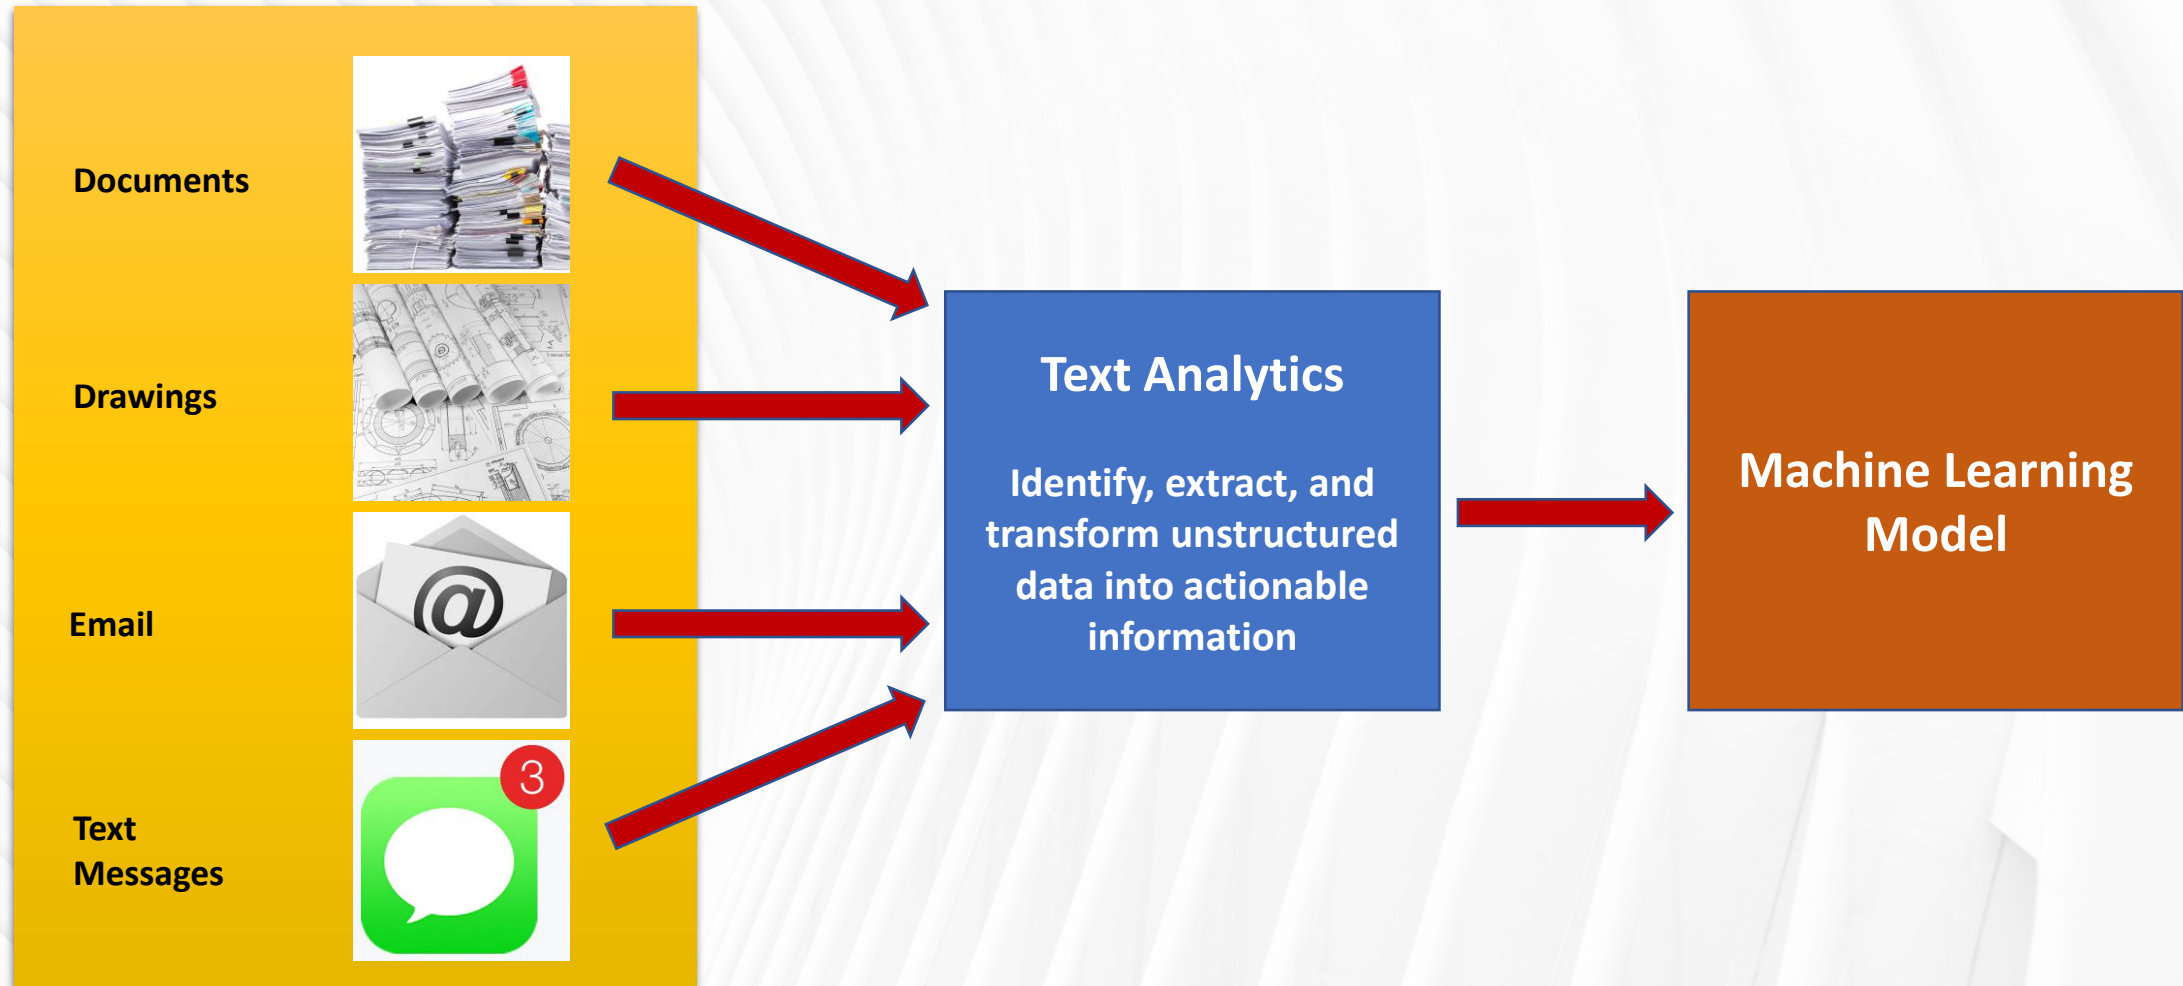 Documents
Drawings
Email
@
Text
Messages
3
Text Analytics
Identify, extract, and
transform unstructured
data into actionable
information
Machine Learning
Model